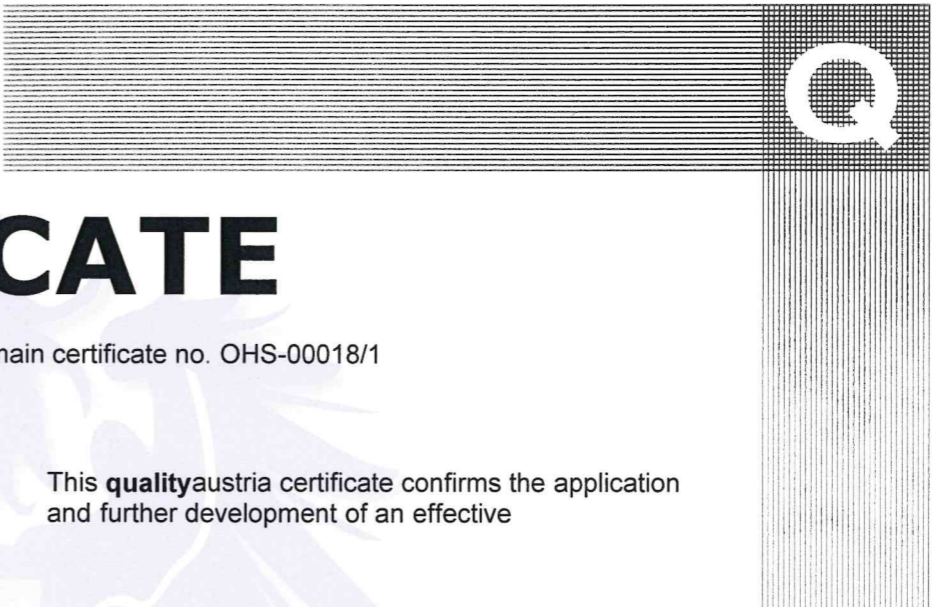 Q
CATE
main certificate no. OHS-00018/1
This qualityaustria certificate confirms the application
and further development of an effective